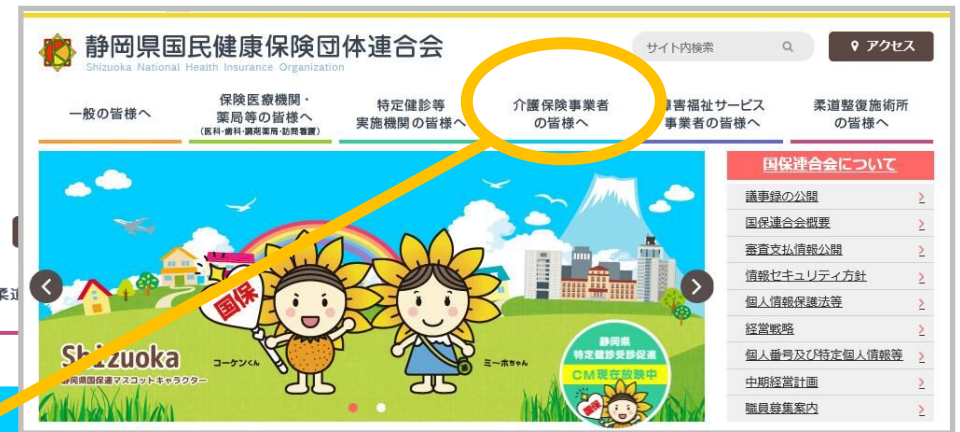 静岡県国民健康保険団体連合会
Shizuoka National Health Insurance Organization
サイト内検索
アクセス
一般の皆様へ
保険医療機関・
薬局等の皆様へ
(医科・歯科・調剤薬局・訪問看護)
特定健診等
実施機関の皆様へ
介護保険事業者
の皆様へ
害福祉サービス
事業者の皆様へ
柔道整復施術所
の皆様へ
国保連合会について
議事録の公開
国保連合会概要
審査支払情報公開
情報セキュリティ方針
個人情報保護法等
経営戦略
個人番号及び特定個人情報等
中期経営計画
職員募集案内
国保
Shizuoka
静岡県国保連マスコットキャラクター
コーケンくん
ミ～ホちゃん
静岡県
特定健診受診促進
CM現在放映中
国保
柔道